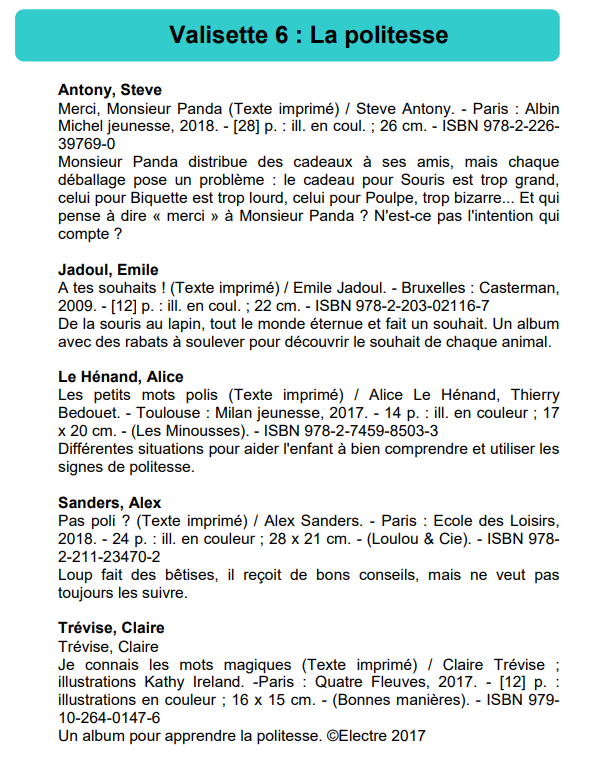 Valisette 6 : La politesse
Antony, Steve
Merci, Monsieur Panda (Texte imprimé) / Steve Antony. - Paris : Albin
Michel jeunesse, 2018. - [28] p. : ill. en coul. ; 26 cm. - ISBN 978-2-226-
39769-0
Monsieur Panda distribue des cadeaux à ses amis, mais chaque
déballage pose un problème : le cadeau pour Souris est trop grand,
celui pour Biquette est trop lourd, celui pour Poulpe, trop bizarre... Et qui
pense à dire « merci » à Monsieur Panda ? N'est-ce pas l'intention qui
compte ?
Jadoul, Emile
A tes souhaits ! (Texte imprimé) / Emile Jadoul. - Bruxelles : Casterman,
2009. - [12] p. : ill. en coul. ; 22 cm. - ISBN 978-2-203-02116-7
De la souris au lapin, tout le monde éternue et fait un souhait. Un album
avec des rabats à soulever pour découvrir le souhait de chaque animal.
Le Hénand, Alice
Les petits mots polis (Texte imprimé) / Alice Le Hénand, Thierry
Bedouet. - Toulouse : Milan jeunesse, 2017. - 14 p. : ill. en couleur ; 17
x 20 cm. - (Les Minousses). - ISBN 978-2-7459-8503-3
Différentes situations pour aider l'enfant à bien comprendre et utiliser les
signes de politesse.
Sanders, Alex
Pas poli ? (Texte imprimé) / Alex Sanders. - Paris : Ecole des Loisirs,
2018. - 24 p. : ill. en couleur ; 28 x 21 cm. - (Loulou & Cie). - ISBN 978-
2-211-23470-2
Loup fait des bêtises, il reçoit de bons conseils, mais ne veut pas
toujours les suivre.
Trévise, Claire
Trévise, Claire
Je connais les mots magiques (Texte imprimé) / Claire Trévise ;
illustrations Kathy Ireland. -Paris : Quatre Fleuves, 2017. - [12] p. :
illustrations en couleur ; 16 x 15 cm. - (Bonnes manières). - ISBN 979-
10-264-0147-6
Un album pour apprendre la politesse. ©Electre 2017